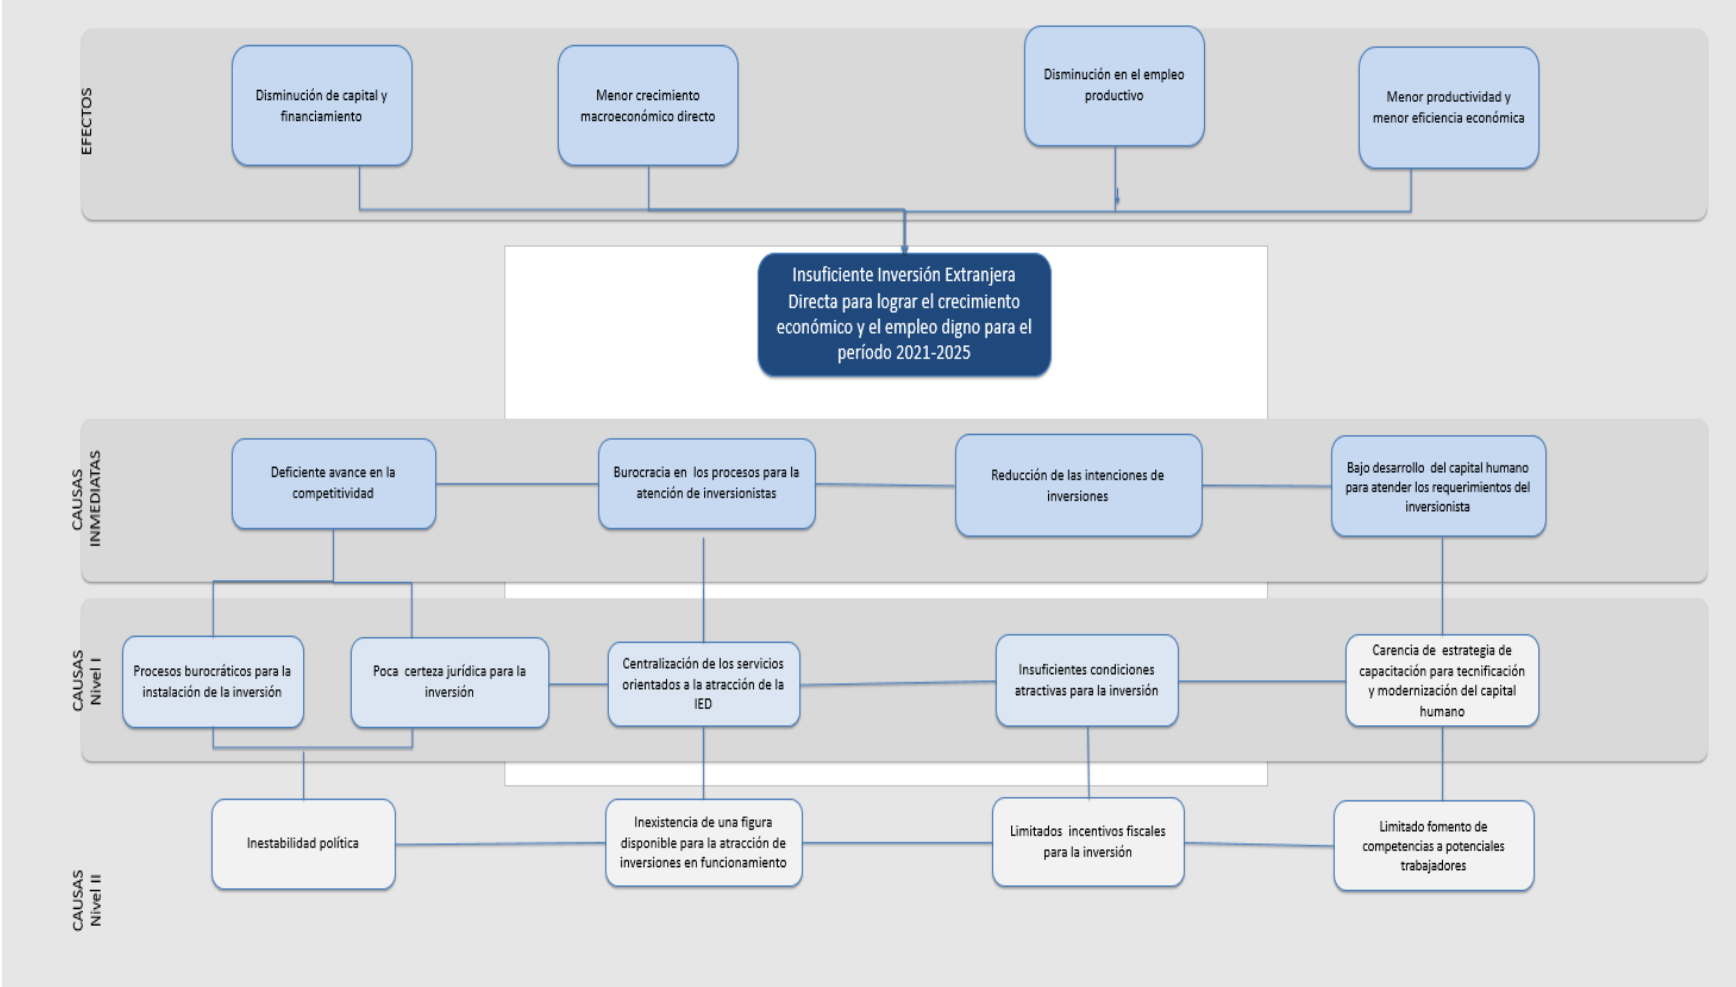 EFECTOS
Disminución de capital y
financiamiento
Menor crecimiento
macroeconómico directo
Disminución en el empleo
productivo
Menor productividad y
menor eficiencia económica
Insuficiente Inversión Extranjera
Directa para lograr el crecimiento
económico y el empleo digno para el
período 2021-2025
CAUSAS
INMEDIATAS
Deficiente avance en la
competitividad
Burocracia en los procesos para la
atención de inversionistas
Reducción de las intenciones de
inversiones
Bajo desarrollo del capital humano
para atender los requerimientos del
inversionista
CAUSAS
Nivel I
Procesos burocráticos para la
instalación de la inversión
Poca certeza jurídica para la
inversión
Centralización de los servicios
orientados a la atracción de la
IED
Insuficientes condiciones
atractivas para la inversión
Carencia de estrategia de
capacitación para tecnificación
y modernización del capital
humano
CAUSAS
Nivel II
Inestabilidad política
Inexistencia de una figura
disponible para la atracción de
inversiones en funcionamiento
Limitados incentivos fiscales
para la inversión
Limitado fomento de
competencias a potenciales
trabajadores